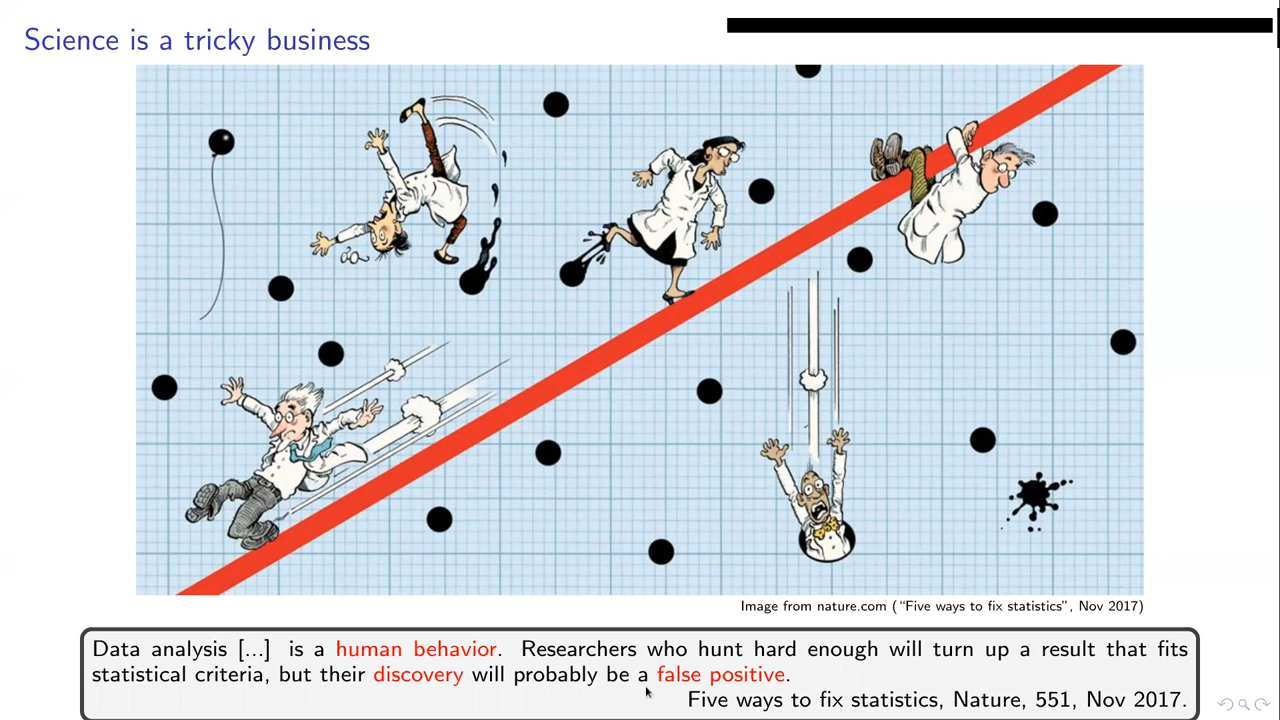 Science is a tricky business
Image from nature.com (“Five ways to fix statistics”, Nov 2017)
Data analysis [...] is a human behavior. Researchers who hunt hard enough will turn up a result that fits
statistical criteria, but their discovery will probably be a false positive.
Five ways to fix statistics, Nature, 551, Nov 2017.